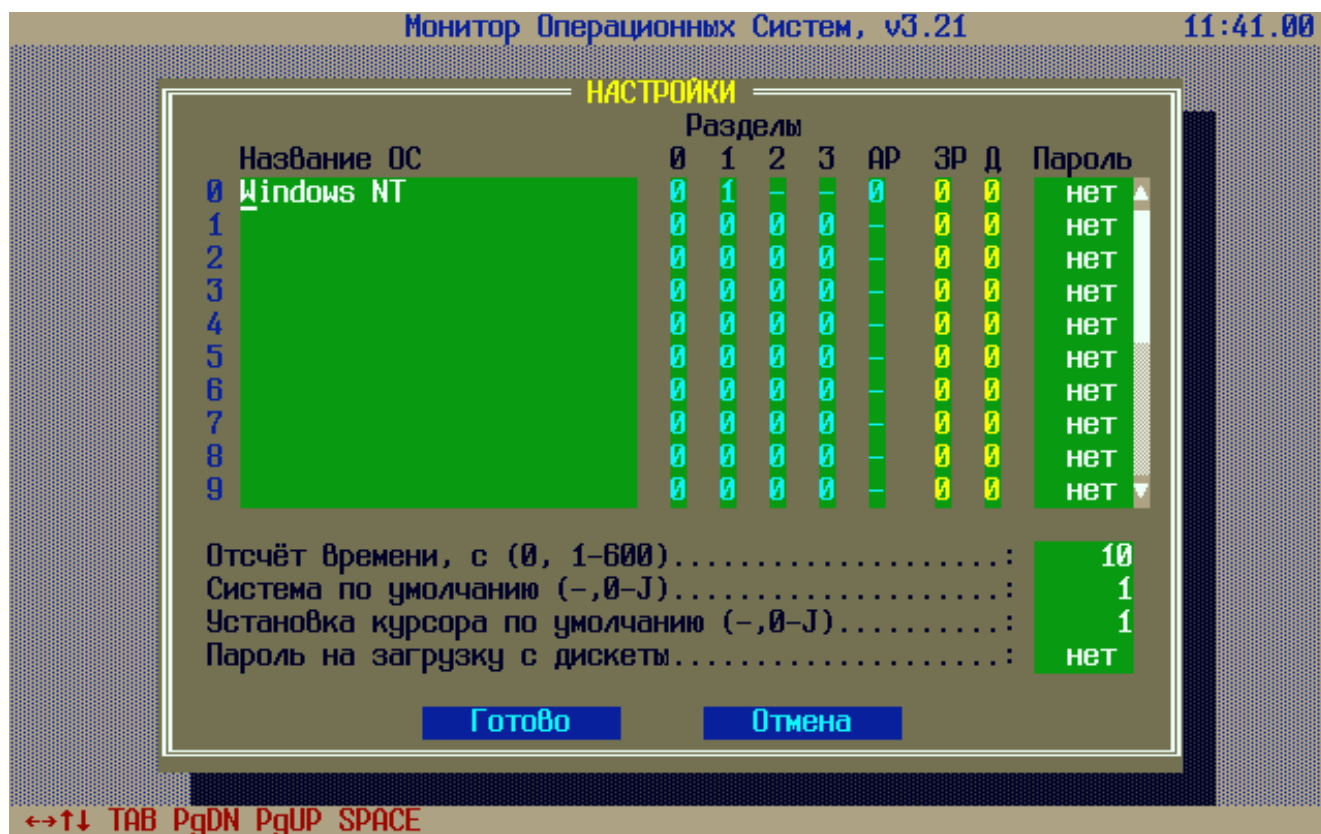 Монитор Операционных Систем, v3.21 11:41.00
НАСТРОЙКИ
Разделы
Название ОС 0 1 2 3 АР ЗР Д Пароль
0 Windows NT 0 1 - - 0 0 0 нет
1 0 0 0 0 - 0 0 нет
2 0 0 0 0 - 0 0 нет
3 0 0 0 0 - 0 0 нет
4 0 0 0 0 - 0 0 нет
5 0 0 0 0 - 0 0 нет
6 0 0 0 0 - 0 0 нет
7 0 0 0 0 - 0 0 нет
8 0 0 0 0 - 0 0 нет
9 0 0 0 0 - 0 0 нет
Отсчёт времени, с (0, 1-600)....................: 10
Система по умолчанию (-,0-J)....................: 1
Установка курсора по умолчанию (-,0-J)..........: 1
Пароль на загрузку с дискеты....................: нет
Готово Отмена
←→↑↓ TAB PgDN PgUP SPACE